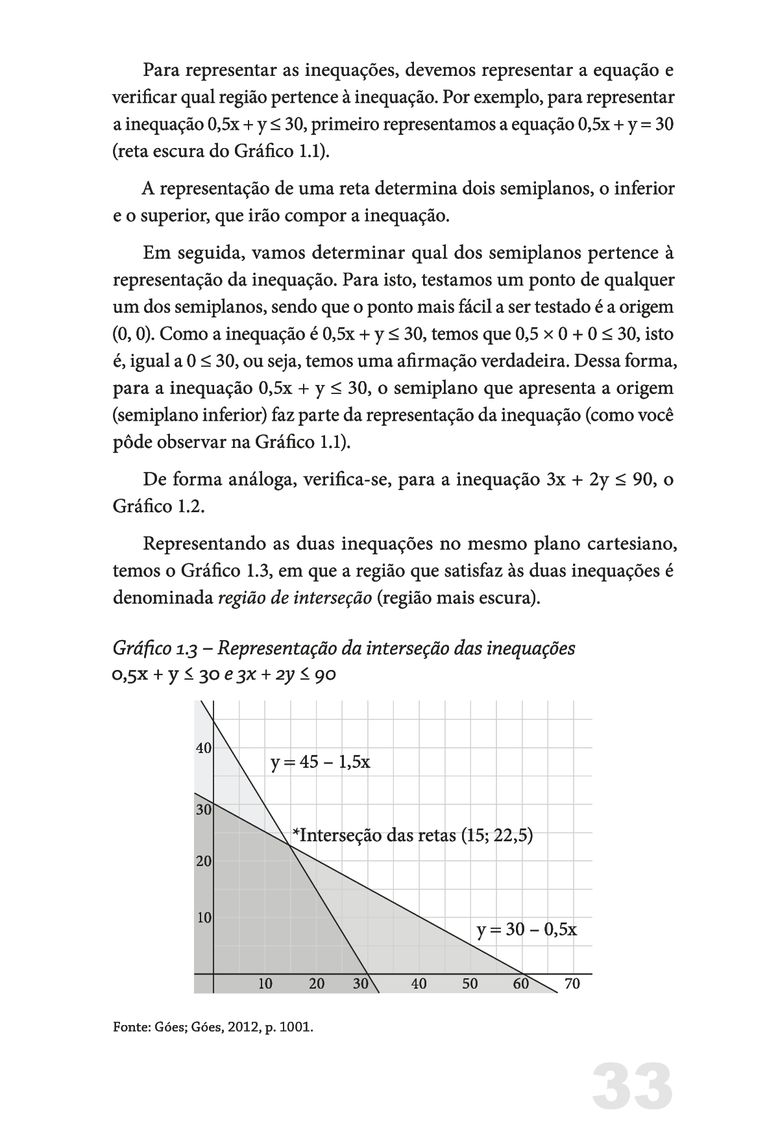 Para representar as inequações, devemos representar a equação e
verificar qual região pertence à inequação. Por exemplo, para representar
a inequação 0,5x + y ≤ 30, primeiro representamos a equação 0,5x + y = 30
(reta escura do Gráfico 1.1).
A representação de uma reta determina dois semiplanos, o inferior
e o superior, que irão compor a inequação.
Em seguida, vamos determinar qual dos semiplanos pertence à
representação da inequação. Para isto, testamos um ponto de qualquer
um dos semiplanos, sendo que o ponto mais fácil a ser testado é a origem
(0, 0). Como a inequação é 0,5x + y ≤ 30, temos que 0,5 × 0 + 0 ≤ 30, isto
é, igual a 0 ≤ 30, ou seja, temos uma afirmação verdadeira. Dessa forma,
para a inequação 0,5x + y ≤ 30, o semiplano que apresenta a origem
(semiplano inferior) faz parte da representação da inequação (como você
pôde observar na Gráfico 1.1).
De forma análoga, verifica-se, para a inequação 3x + 2y ≤ 90, o
Gráfico 1.2.
Representando as duas inequações no mesmo plano cartesiano,
temos o Gráfico 1.3, em que a região que satisfaz às duas inequações é
denominada região de interseção (região mais escura).
Gráfico 1.3 – Representação da interseção das inequações
0,5x + y ≤ 30 e 3x + 2y ≤ 90
40
y = 45 – 1,5x
30
*Interseção das retas (15; 22,5)
20
10
y = 30 – 0,5x
10 20 30 40 50 60 70
Fonte: Góes; Góes, 2012, p. 1001.
33